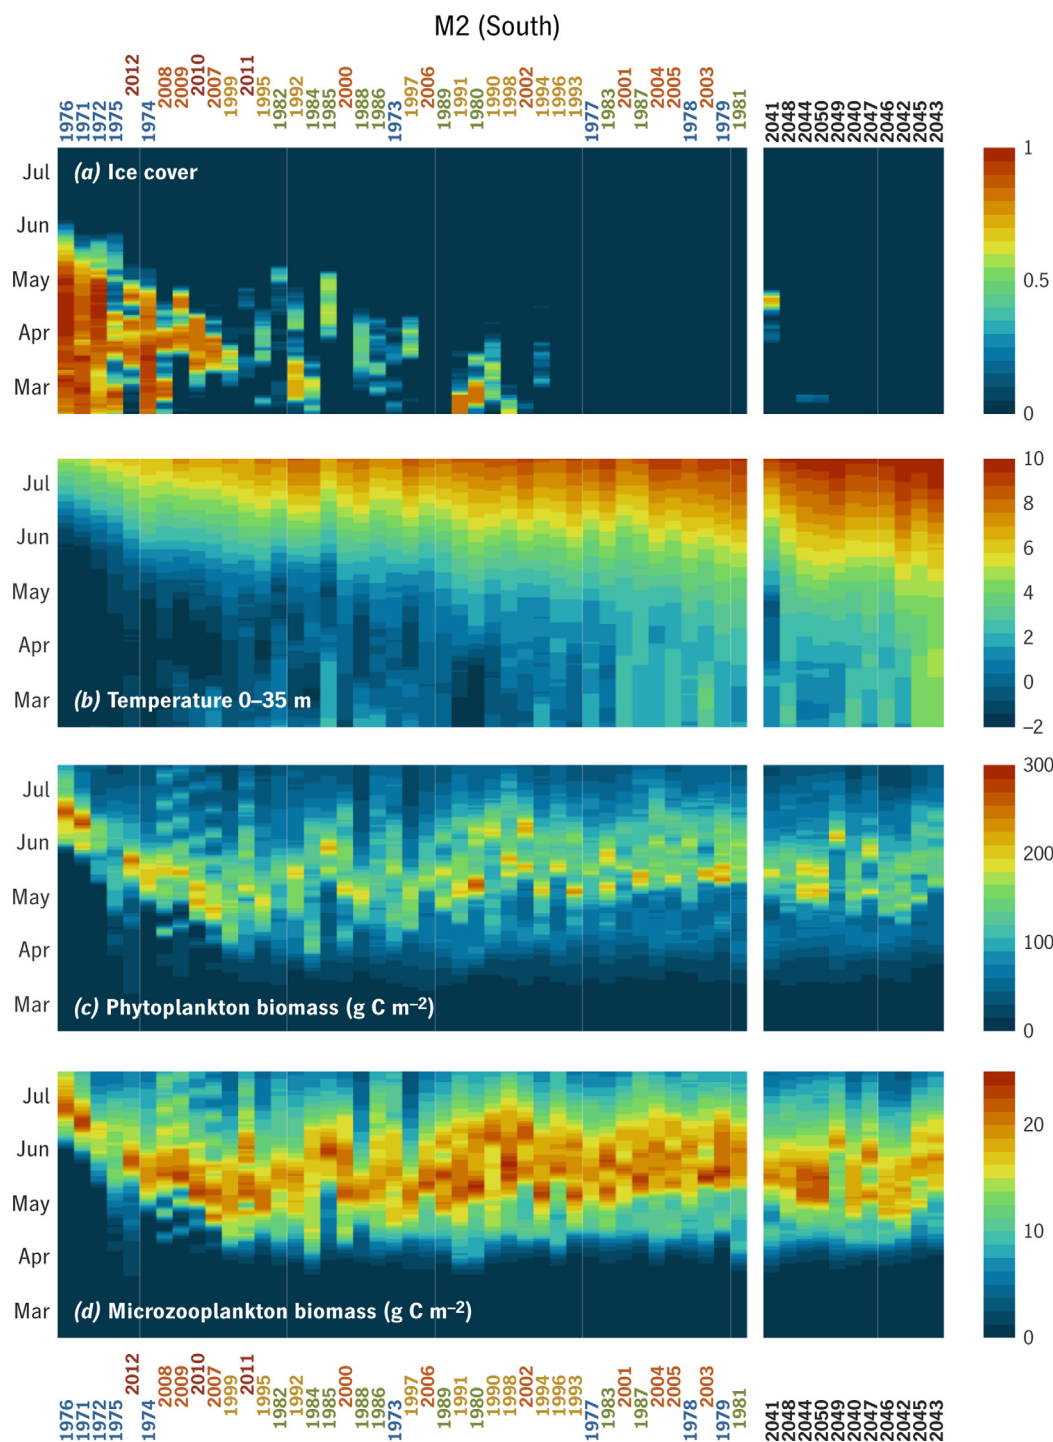 M2 (South)
1976 1971 1972 1975 2012 1974 2008 2009 2010 2007 1999 2011 1995 1982 1992 1984 1985 2000 1988 1986 1973 1997 2006 1989 1991 1980 1990 1998 2002 1994 1996 1993 1977 1983 2001 1987 2004 2005 1978 2003 1979 1981 2041 2048 2044 2050 2049 2040 2047 2046 2042 2045 2043
(a) Ice cover
Jul
Jun
May
Apr
Mar
1
0.5
0
Jul
Jun
May
Apr
Mar
(b) Temperature 0–35 m
10
8
6
4
2
0
–2
Jul
Jun
May
Apr
Mar
(c) Phytoplankton biomass (g C m–2)
300
200
100
0
Jul
Jun
May
Apr
Mar
(d) Microzooplankton biomass (g C m–2)
20
10
0
1976 1971 1972 1975 2012 1974 2008 2009 2010 2007 1999 2011 1995 1982 1992 1984 1985 2000 1988 1986 1973 1997 2006 1989 1991 1980 1990 1998 2002 1994 1996 1993 1977 1983 2001 1987 2004 2005 1978 2003 1979 1981 2041 2048 2044 2050 2049 2040 2047 2046 2042 2045 2043